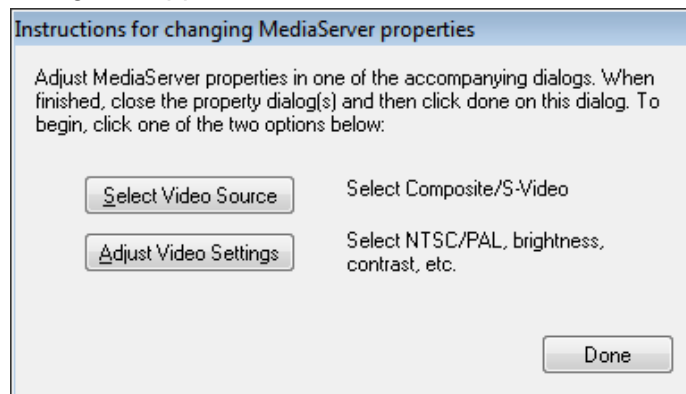 Instructions for changing MediaServer properties
Adjust MediaServer properties in one of the accompanying dialogs. When
finished, close the property dialog(s) and then click done on this dialog. To
begin, click one of the two options below:
Select Video Source
Select Composite/S-Video
Adjust Video Settings
Select NTSC/PAL, brightness,
contrast, etc.
Done